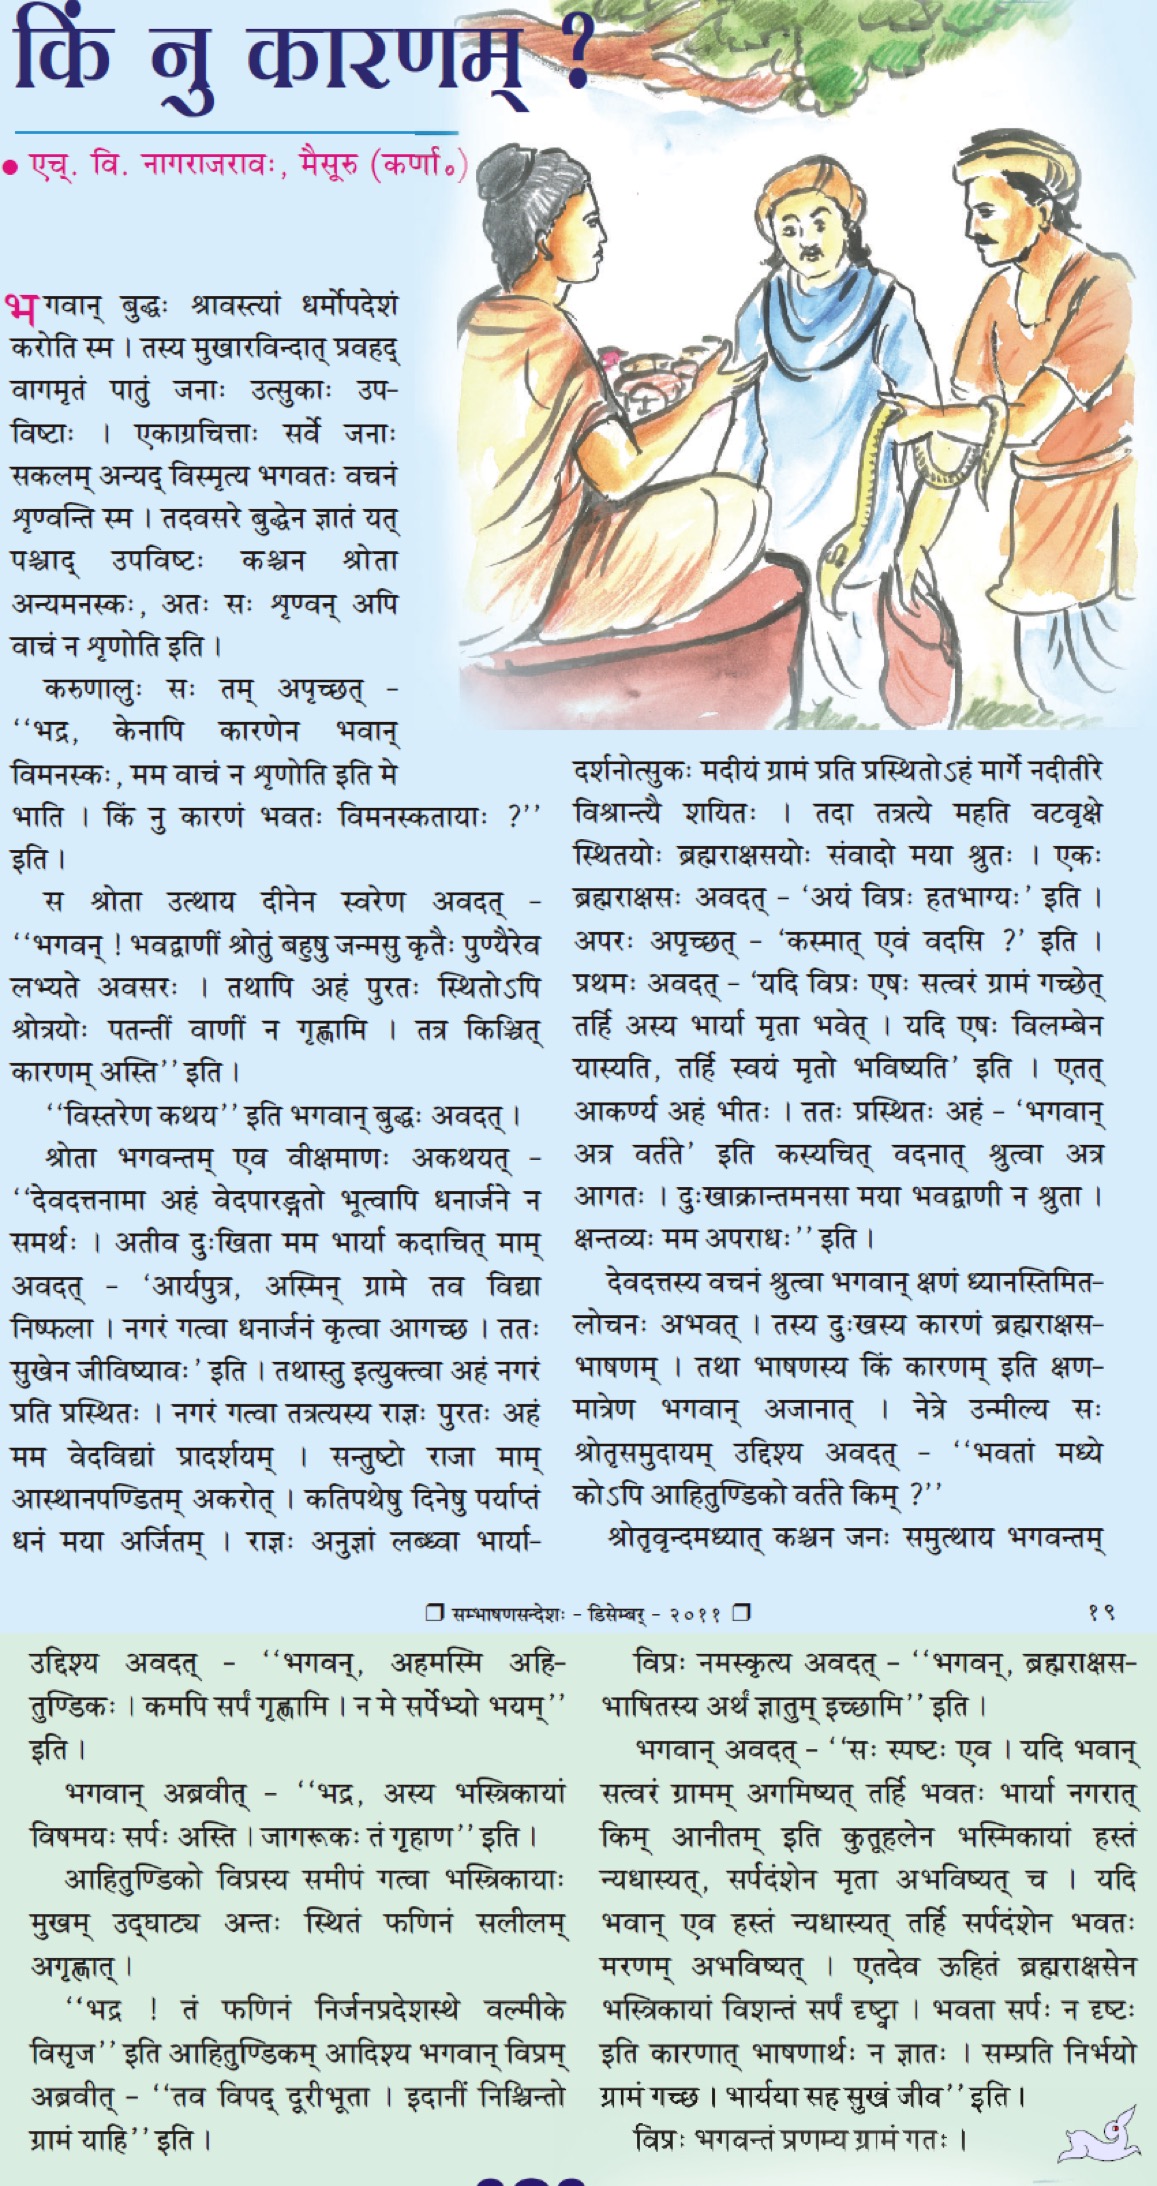 किं नु कारणम् ?
• एच्. वि. नागराजरावः, मैसूरु (कर्णा॰)
भगवान् बुद्धः श्रावस्त्यां धर्मोपदेशं
करोति स्म । तस्य मुखारविन्दात् प्रवहद्
वागमृतं पातुं जनाः उत्सुकाः उप-
विष्टाः । एकाग्रचित्ताः सर्वे जनाः
सकलम् अन्यद् विस्मृत्य भगवतः वचनं
शृण्वन्ति स्म । तदवसरे बुद्धेन ज्ञातं यत्
पश्चाद् उपविष्टः कश्चन श्रोता
अन्यमनस्कः, अतः सः शृण्वन् अपि
वाचं न शृणोति इति ।
करुणालुः सः तम् अपृच्छत् -
‘‘भद्र, केनापि कारणेन भवान्
विमनस्कः, मम वाचं न शृणोति इति मे
भाति । किं नु कारणं भवतः विमनस्कतायाः ?’’
इति ।
स श्रोता उत्थाय दीनेन स्वरेण अवदत् -
‘‘भगवन् ! भवद्वाणीं श्रोतुं बहुषु जन्मसु कृतैः पुण्यैरेव
लभ्यते अवसरः । तथापि अहं पुरतः स्थितोऽपि
श्रोत्रयोः पतन्तीं वाणीं न गृह्णामि । तत्र किञ्चित्
कारणम् अस्ति’’ इति ।
‘‘विस्तरेण कथय’’ इति भगवान् बुद्धः अवदत् ।
श्रोता भगवन्तम् एव वीक्षमाणः अकथयत् -
‘‘देवदत्तनामा अहं वेदपारङ्गतो भूत्वापि धनार्जने न
समर्थः । अतीव दुःखिता मम भार्या कदाचित् माम्
अवदत् - ‘आर्यपुत्र, अस्मिन् ग्रामे तव विद्या
निष्फला । नगरं गत्वा धनार्जनं कृत्वा आगच्छ । ततः
सुखेन जीविष्यावः’ इति । तथास्तु इत्युक्त्वा अहं नगरं
प्रति प्रस्थितः । नगरं गत्वा तत्रत्यस्य राज्ञः पुरतः अहं
मम वेदविद्यां प्रादर्शयम् । सन्तुष्टो राजा माम्
आस्थानपण्डितम् अकरोत् । कतिपथेषु दिनेषु पर्याप्तं
धनं मया अर्जितम् । राज्ञः अनुज्ञां लब्ध्वा भार्या-
दर्शनोत्सुकः मदीयं ग्रामं प्रति प्रस्थितोऽहं मार्गे नदीतीरे
विश्रान्त्यै शयितः । तदा तत्रत्ये महति वटवृक्षे
स्थितयोः ब्रह्मराक्षसयोः संवादो मया श्रुतः । एकः
ब्रह्मराक्षसः अवदत् - ‘अयं विप्रः हतभाग्यः’ इति ।
अपरः अपृच्छत् - ‘कस्मात् एवं वदसि ?’ इति ।
प्रथमः अवदत् - ‘यदि विप्रः एषः सत्वरं ग्रामं गच्छेत्
तर्हि अस्य भार्या मृता भवेत् । यदि एषः विलम्बेन
यास्यति, तर्हि स्वयं मृतो भविष्यति’ इति । एतत्
आकर्ण्य अहं भीतः । ततः प्रस्थितः अहं - ‘भगवान्
अत्र वर्तते’ इति कस्यचित् वदनात् श्रुत्वा अत्र
आगतः । दुःखाक्रान्तमनसा मया भवद्वाणी न श्रुता ।
क्षन्तव्यः मम अपराधः’’ इति ।
देवदत्तस्य वचनं श्रुत्वा भगवान् क्षणं ध्यानस्तिमित-
लोचनः अभवत् । तस्य दुःखस्य कारणं ब्रह्मराक्षस-
भाषणम् । तथा भाषणस्य किं कारणम् इति क्षण-
मात्रेण भगवान् अजानात् । नेत्रे उन्मील्य सः
श्रोतृसमुदायम् उद्दिश्य अवदत् - ‘‘भवतां मध्ये
कोऽपि आहितुण्डिको वर्तते किम् ?’’
श्रोतृवृन्दमध्यात् कश्चन जनः समुत्थाय भगवन्तम्
❐ सम्भाषणसन्देशः - डिसेम्बर् - २०११ ❐ १९
उद्दिश्य अवदत् - ‘‘भगवन्, अहमस्मि अहि-
तुण्डिकः । कमपि सर्पं गृह्णामि । न मे सर्पेभ्यो भयम्’’
इति ।
भगवान् अब्रवीत् - ‘‘भद्र, अस्य भस्त्रिकायां
विषमयः सर्पः अस्ति । जागरूकः तं गृहाण’’ इति ।
आहितुण्डिको विप्रस्य समीपं गत्वा भस्त्रिकायाः
मुखम् उद्घाट्य अन्तः स्थितं फणिनं सलीलम्
अगृह्णात् ।
‘‘भद्र ! तं फणिनं निर्जनप्रदेशस्थे वल्मीके
विसृज’’ इति आहितुण्डिकम् आदिश्य भगवान् विप्रम्
अब्रवीत् - ‘‘तव विपद् दूरीभूता । इदानीं निश्चिन्तो
ग्रामं याहि’’ इति ।
विप्रः नमस्कृत्य अवदत् - ‘‘भगवन्, ब्रह्मराक्षस-
भाषितस्य अर्थं ज्ञातुम् इच्छामि’’ इति ।
भगवान् अवदत् - ‘‘सः स्पष्टः एव । यदि भवान्
सत्वरं ग्रामम् अगमिष्यत् तर्हि भवतः भार्या नगरात्
किम् आनीतम् इति कुतूहलेन भस्मिकायां हस्तं
न्यधास्यत्, सर्पदंशेन मृता अभविष्यत् च । यदि
भवान् एव हस्तं न्यधास्यत् तर्हि सर्पदंशेन भवतः
मरणम् अभविष्यत् । एतदेव ऊहितं ब्रह्मराक्षसेन
भस्त्रिकायां विशन्तं सर्पं दृष्ट्वा । भवता सर्पः न दृष्टः
इति कारणात् भाषणार्थः न ज्ञातः । सम्प्रति निर्भयो
ग्रामं गच्छ । भार्यया सह सुखं जीव’’ इति ।
विप्रः भगवन्तं प्रणम्य ग्रामं गतः ।